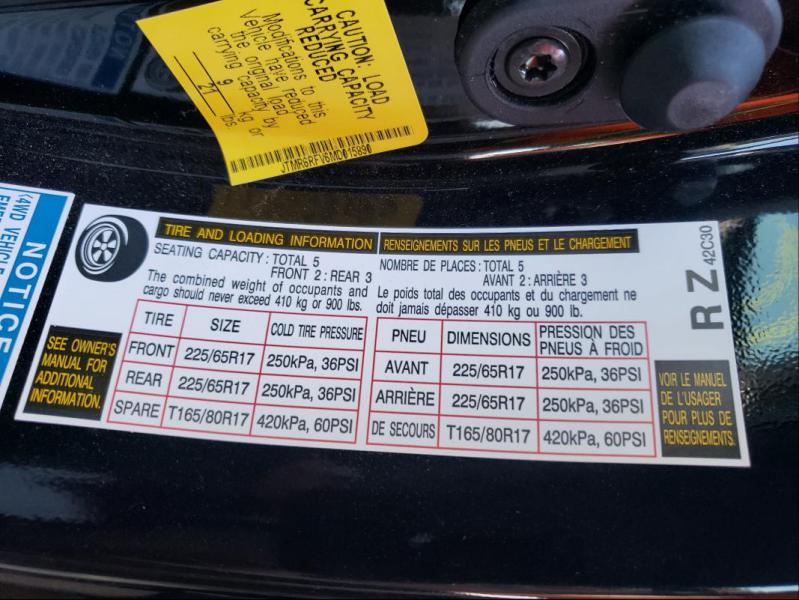 CAUTION: LOAD
CARRYING CAPACITY
REDUCED
Modifications to this
Vehicle have reduced
the original load
carrying capacity by
9 kg or
21 lbs.
JTMR6RFV6MD015890
(4WD VEHICLE
NOTICE
TIRE AND LOADING INFORMATION
SEATING CAPACITY: TOTAL 5
FRONT 2: REAR 3
The combined weight of occupants and
cargo should never exceed 410 kg or 900 lbs.
SEE OWNER'S
MANUAL FOR
ADDITIONAL
INFORMATION.
TIRE SIZE COLD TIRE PRESSURE
FRONT 225/65R17 250kPa, 36PSI
REAR 225/65R17 250kPa, 36PSI
SPARE T165/80R17 420kPa, 60PSI
RENSEIGNEMENTS SUR LES PNEUS ET LE CHARGEMENT
NOMBRE DE PLACES: TOTAL 5
AVANT 2: ARRIÈRE 3
Le poids total des occupants et du chargement ne
doit jamais dépasser 410 kg ou 900 lb.
PNEU DIMENSIONS PRESSION DES
PNEUS À FROID
AVANT 225/65R17 250kPa, 36PSI
ARRIÈRE 225/65R17 250kPa, 36PSI
DE SECOURS T165/80R17 420kPa, 60PSI
VOIR LE MANUEL
DE L'USAGER
POUR PLUS DE
RENSEIGNEMENTS.
R Z 42C30